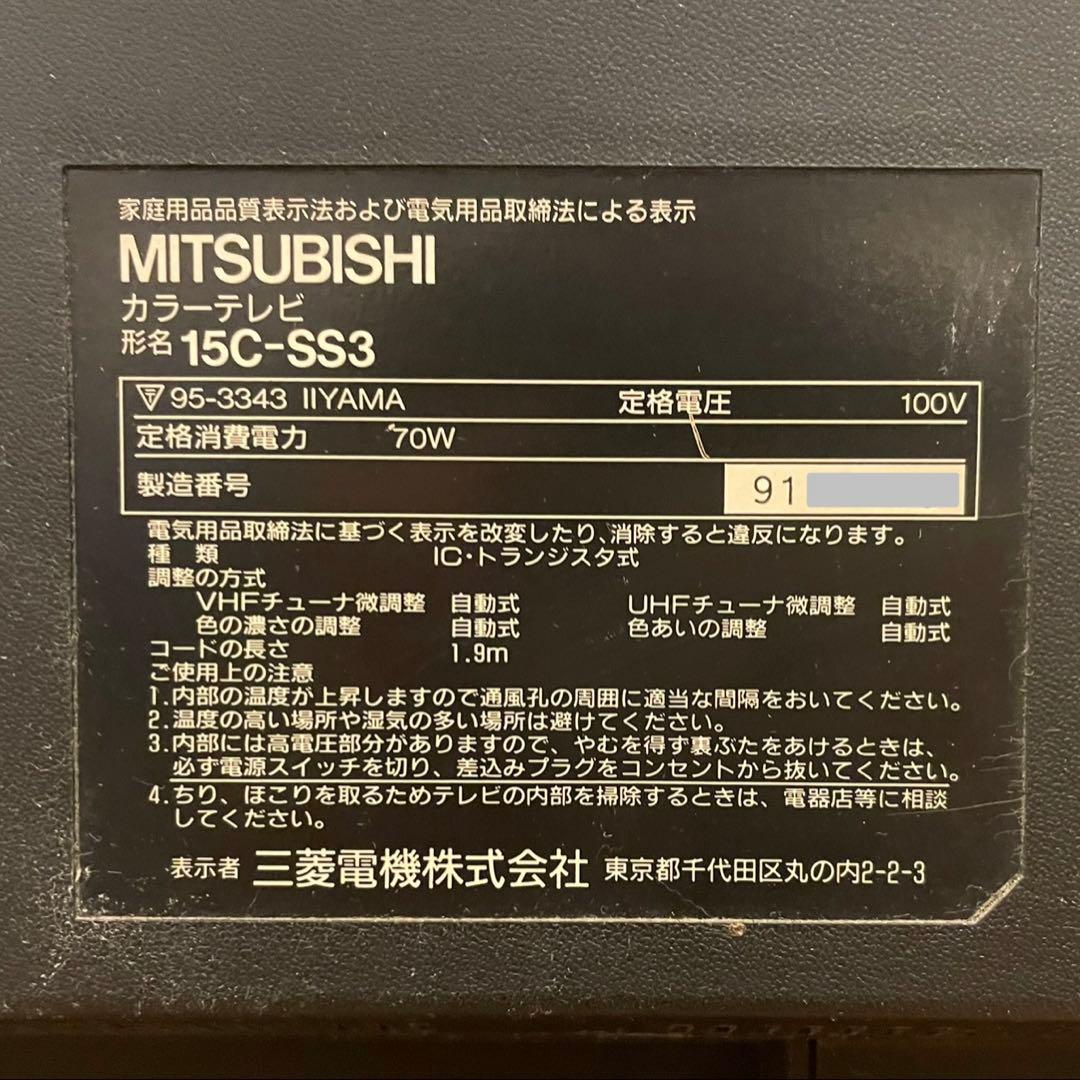 家庭用品品質表示法および電気用品取締法による表示
MITSUBISHI
カラーテレビ
形名 15C-SS3
95-3343 IIYAMA 定格電圧 100V
定格消費電力 70W
製造番号 91
電気用品取締法に基づく表示を改変したり、消除すると違反になります。
種 類 IC・トランジスタ式
調整の方式
VHFチューナ微調整 自動式 UHFチューナ微調整 自動式
色の濃さの調整 自動式 色あいの調整 自動式
コードの長さ 1.9m
ご使用上の注意
1.内部の温度が上昇しますので通風孔の周囲に適当な間隔をおいてください。
2.温度の高い場所や湿気の多い場所は避けてください。
3.内部には高電圧部分がありますので、やむを得ず裏ぶたをあけるときは、
必ず電源スイッチを切り、差込みプラグをコンセントから抜いてください。
4.ちり、ほこりを取るためテレビの内部を掃除するときは、電器店等に相談
してください。
表示者 三菱電機株式会社 東京都千代田区丸の内2-2-3